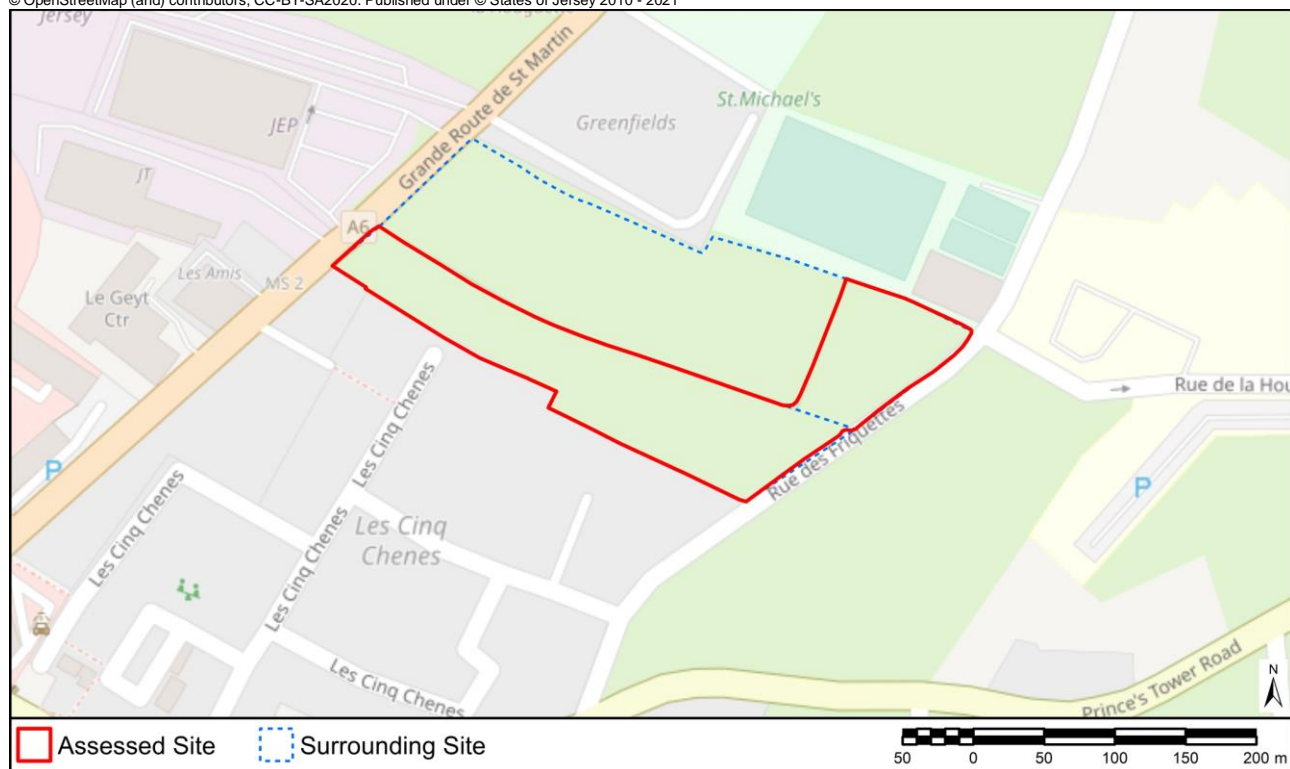 © OpenStreetMap (and) contributors, CC-BY-SA2020. Published under © States of Jersey 2010 - 2021
Jersey
JEP
JT
Grande Route de St Martin
Greenfields
St.Michael's
A6
Les Amis
MS 2
Le Geyt
Ctr
P
Les Cinq Chenes
Les Cinq Chenes
Les Cinq Chenes
Les Cinq
Chenes
Les Cinq Chenes
Rue des Friquettes
Rue de la Hou
P
Prince's Tower Road
N
Assessed Site
Surrounding Site
50 0 50 100 150 200 m